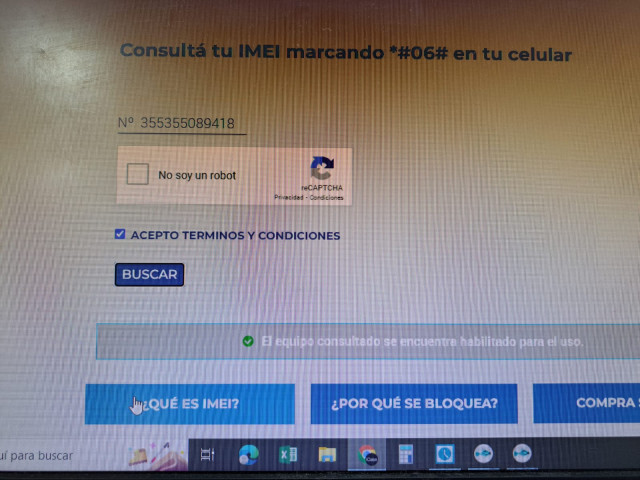 Consultá tu IMEI marcando *#06# en tu celular
Nº 355355089418
No soy un robot
reCAPTCHA
Privacidad - Condiciones
ACEPTO TERMINOS Y CONDICIONES
BUSCAR
El equipo consultado se encuentra habilitado para el uso.
¿QUÉ ES IMEI?
¿POR QUÉ SE BLOQUEA?
COMPRA
para buscar